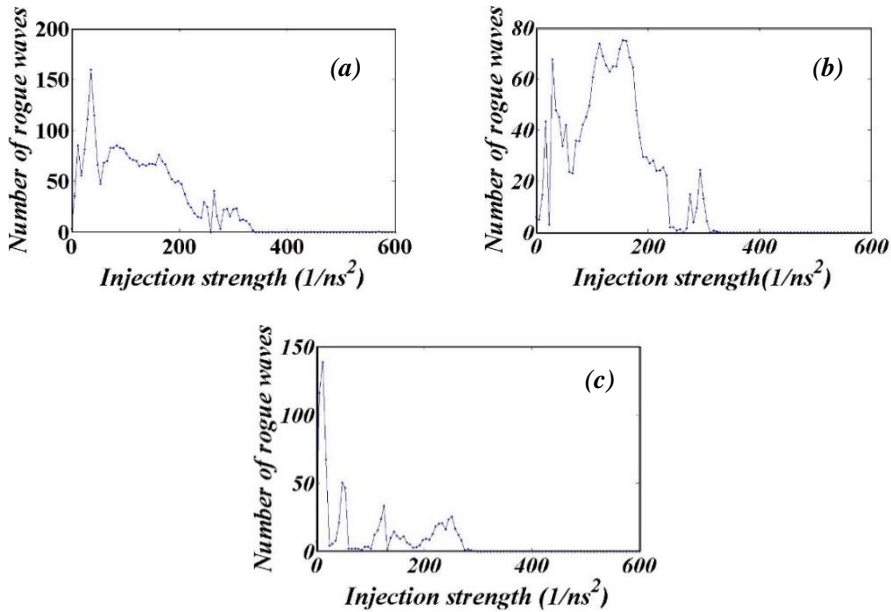 200
150
100
50
0
0
200
400
600
Number of rogue waves
Injection strength (1/ns²)
(a)
80
60
40
20
0
0
200
400
600
Number of rogue waves
Injection strength(1/ns²)
(b)
150
100
50
0
0
200
400
600
Number of rogue waves
Injection strength (1/ns²)
(c)